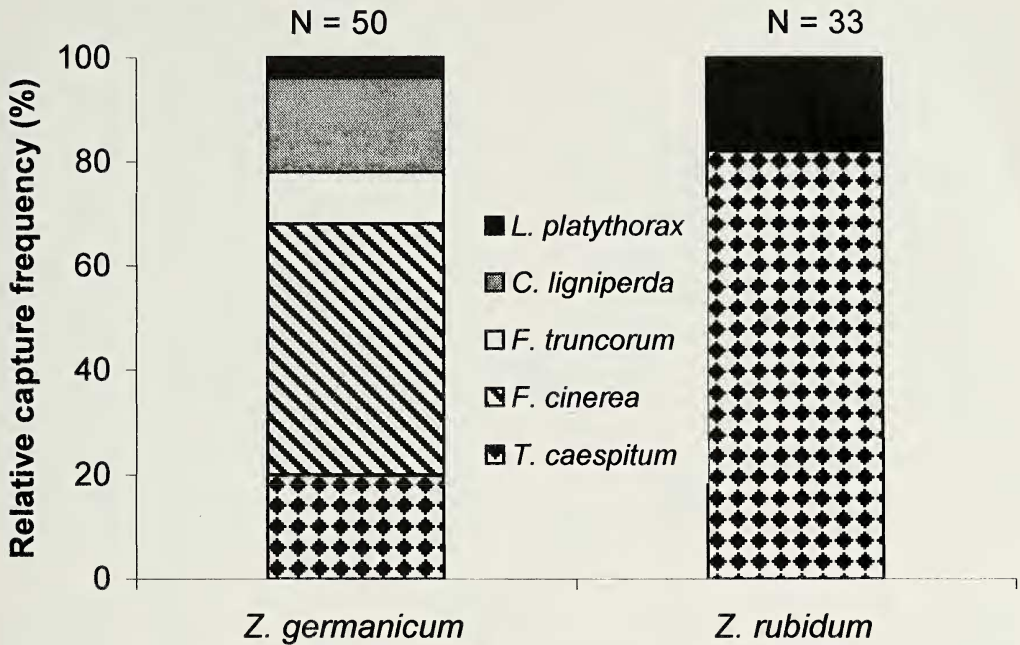 N = 50
N = 33
Relative capture frequency (%)
100
80
60
40
20
0
L. platythorax
C. ligniperda
F. truncorum
F. cinerea
T. caespitum
Z. germanicum
Z. rubidum